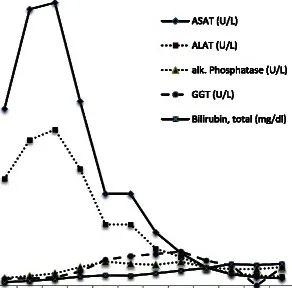 ASAT (U/L)
ALAT (U/L)
alk. Phosphatase (U/L)
GGT (U/L)
Bilirubin, total (mg/dl)